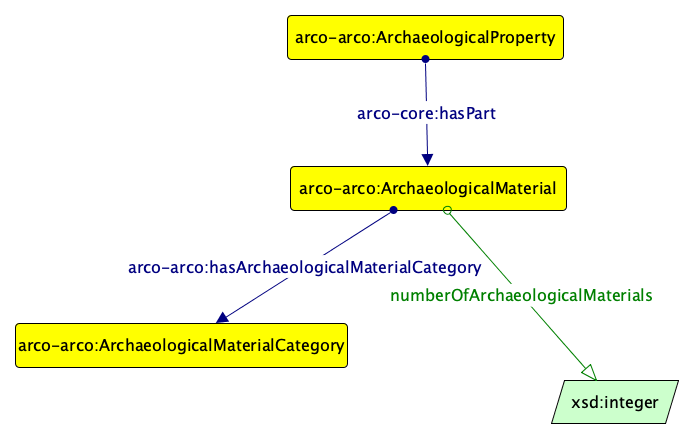 arco-arco:ArchaeologicalProperty
arco-core:hasPart
arco-arco:ArchaeologicalMaterial
arco-arco:hasArchaeologicalMaterialCategory
numberOfArchaeologicalMaterials
arco-arco:ArchaeologicalMaterialCategory
xsd:integer